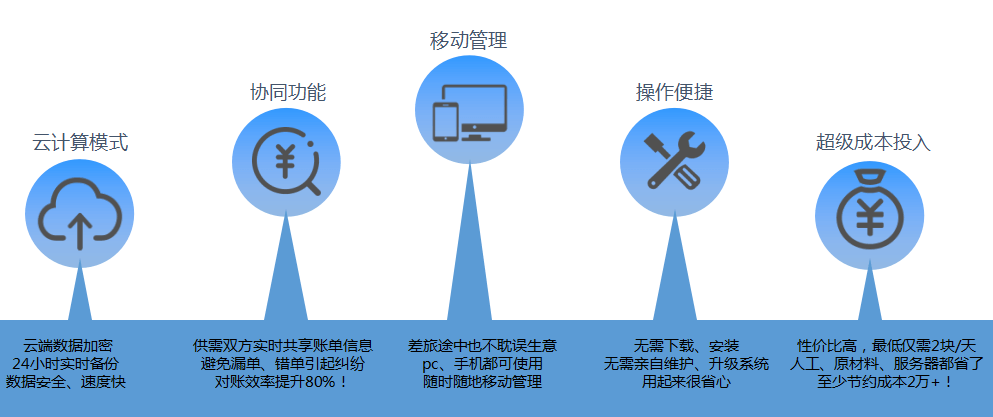 移动管理
协同功能
操作便捷
云计算模式
超级成本投入
云端数据加密
24小时实时备份
数据安全、速度快
供需双方实时共享账单信息
避免漏单、错单引起纠纷
对账效率提升80%！
差旅途中也不耽误生意
pc、手机都可使用
随时随地移动管理
无需下载、安装
无需亲自维护、升级系统
用起来很省心
性价比高，最低仅需2块/天
人工、原材料、服务器都省了
至少节约成本2万+！